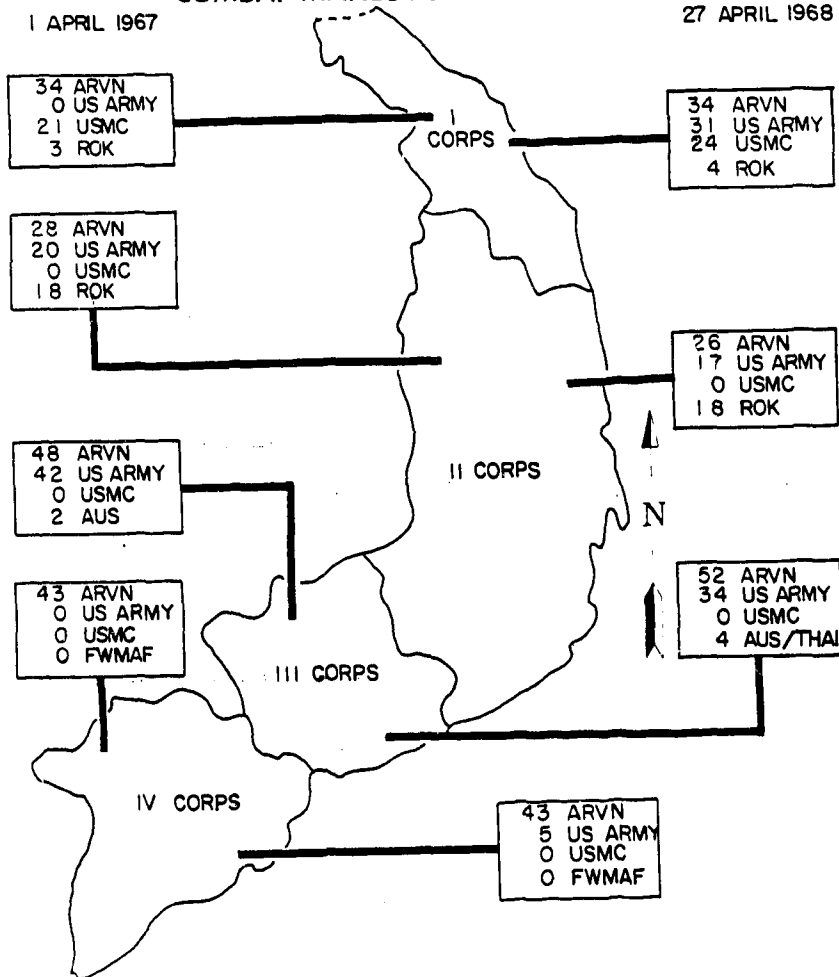 1 APRIL 1967
27 APRIL 1968
34 ARVN
0 US ARMY
21 USMC
3 ROK
I
CORPS
34 ARVN
31 US ARMY
24 USMC
4 ROK
28 ARVN
20 US ARMY
0 USMC
18 ROK
26 ARVN
17 US ARMY
0 USMC
18 ROK
48 ARVN
42 US ARMY
0 USMC
2 AUS
II CORPS
N
43 ARVN
0 US ARMY
0 USMC
0 FWMAF
52 ARVN
34 US ARMY
0 USMC
4 AUS/THAI
III CORPS
IV CORPS
43 ARVN
5 US ARMY
0 USMC
0 FWMAF